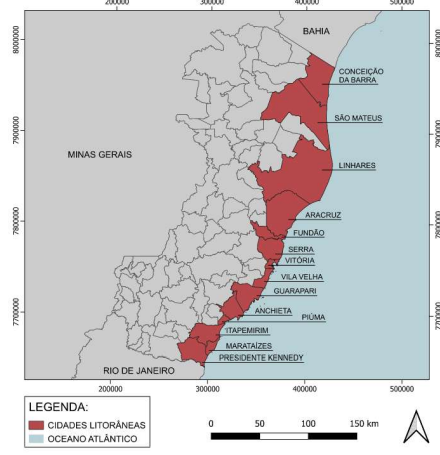 200000 300000 400000 500000
8000000 8000000
BAHIA
CONCEIÇÃO
DA BARRA
SÃO MATEUS
7900000 7900000
MINAS GERAIS
LINHARES
ARACRUZ
7800000 7800000
FUNDÃO
SERRA
VITÓRIA
VILA VELHA
GUARAPARI
ANCHIETA
7700000 7700000
PIÚMA
ITAPEMIRIM
MARATAÍZES
PRESIDENTE KENNEDY
RIO DE JANEIRO
200000 300000 400000 500000
LEGENDA:
CIDADES LITORÂNEAS
OCEANO ATLÂNTICO
0 50 100 150 km